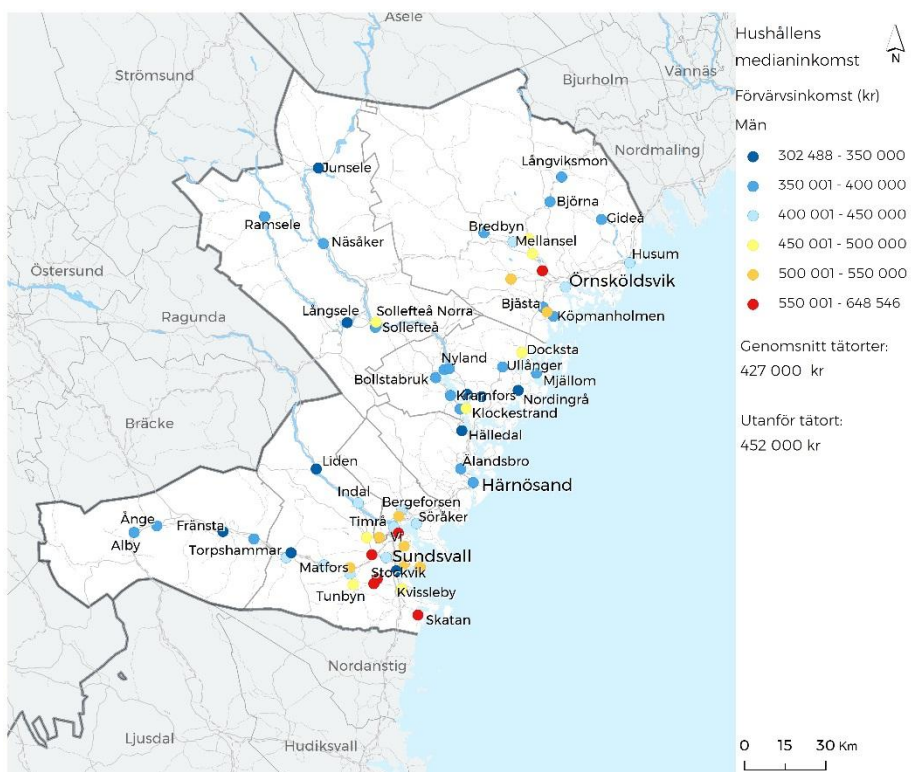 Åsele
Strömsund
Bjurholm
Vännäs
Nordmaling
Junsele
Långviksmon
Björna
Gideå
Ramsele
Bredbyn
Mellansel
Näsåker
Husum
Östersund
Örnsköldsvik
Ragunda
Långsele
Sollefteå Norra
Sollefteå
Bjästa
Köpmanholmen
Docksta
Nyland
Ullånger
Mjällom
Bollstabruk
Kramfors
Nordingrå
Klockestrand
Bräcke
Hälledal
Liden
Älandsbro
Härnösand
Indal
Bergeforsen
Söråker
Timrå
Vi
Ånge
Fränsta
Alby
Torpshammar
Sundsvall
Matfors
Stockvik
Tunbyn
Kvissleby
Skatan
Nordanstig
Ljusdal
Hudiksvall
Hushållens
medianinkomst
N
Förvärvsinkomst (kr)
Män
302 488 - 350 000
350 001 - 400 000
400 001 - 450 000
450 001 - 500 000
500 001 - 550 000
550 001 - 648 546
Genomsnitt tätorter:
427 000 kr
Utanför tätort:
452 000 kr
0 15 30 Km